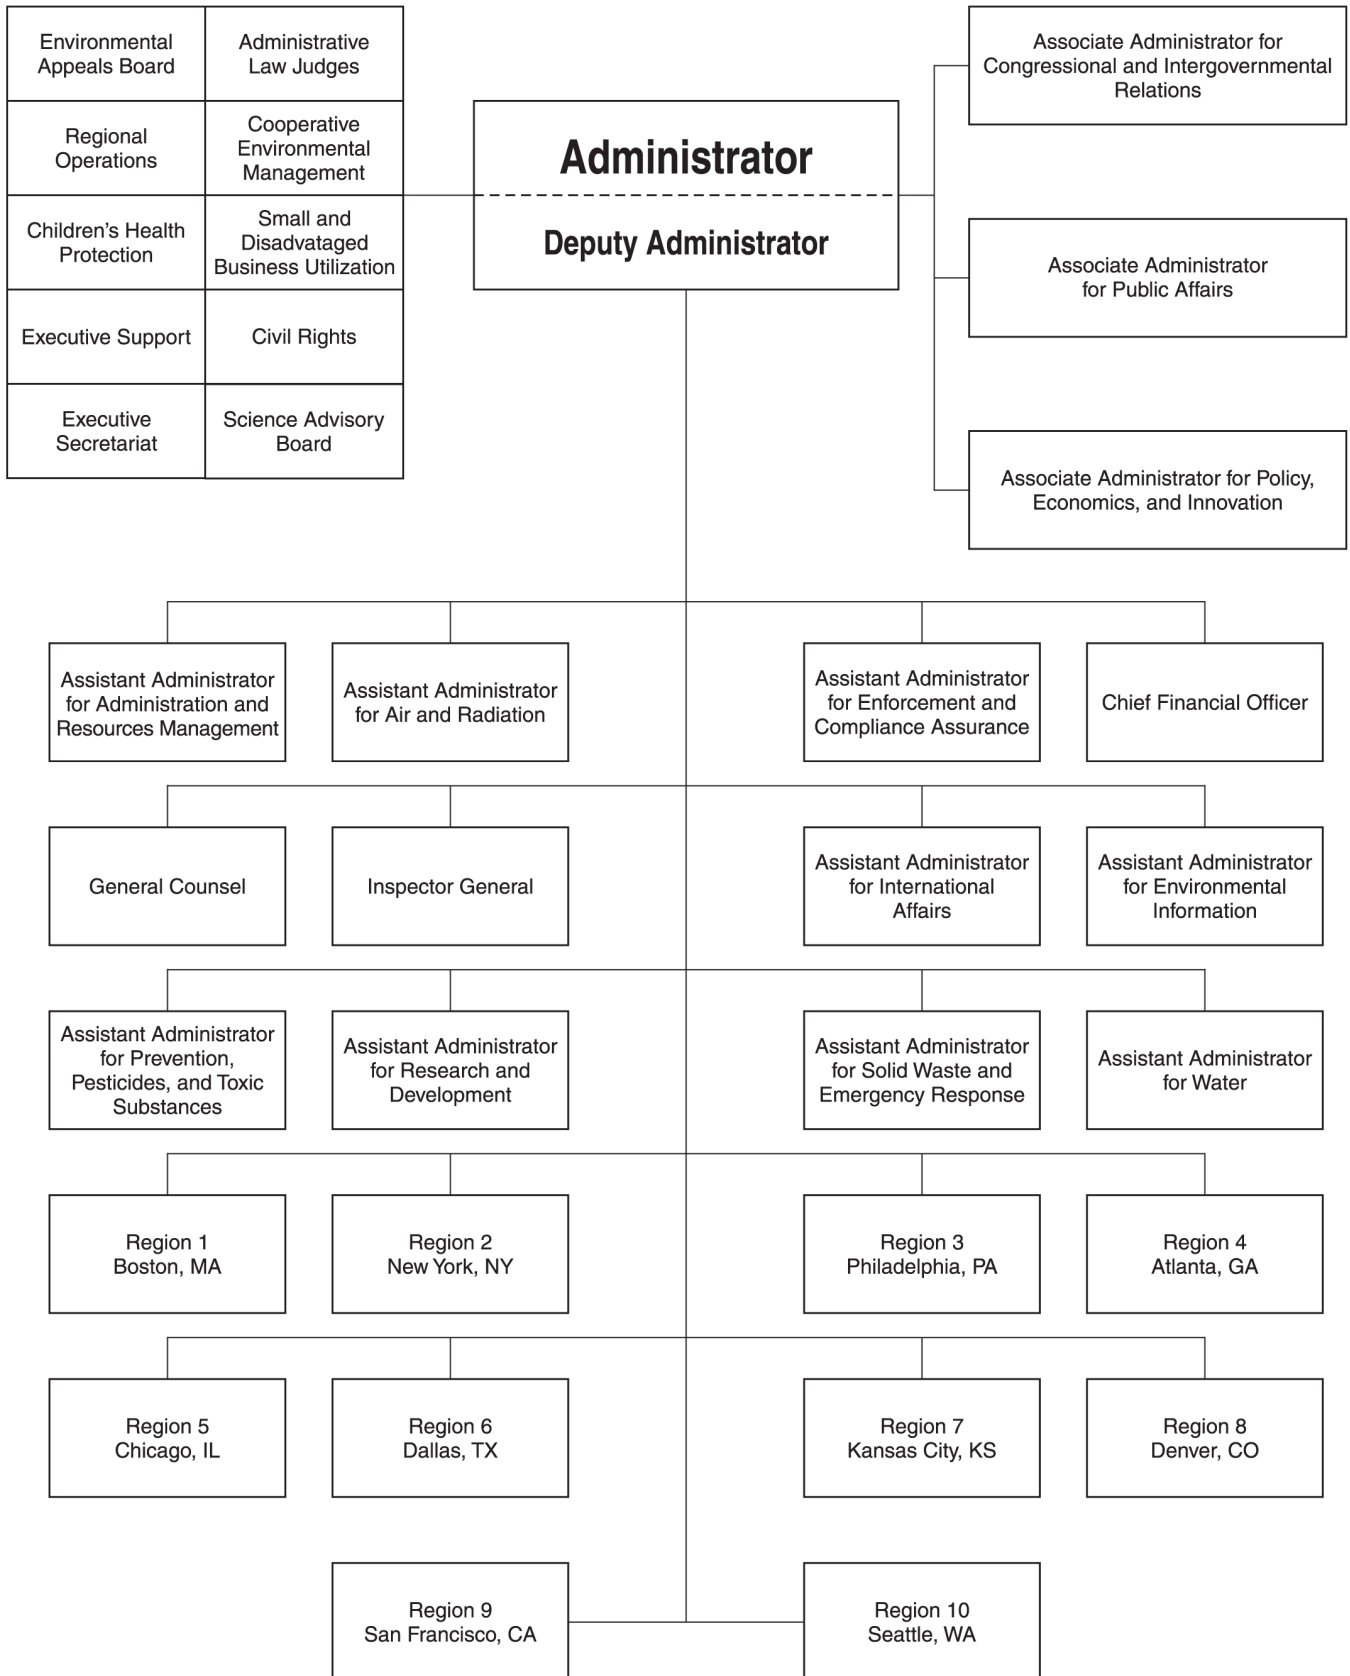 Environmental
Appeals Board
Administrative
Law Judges
Regional
Operations
Cooperative
Environmental
Management
Children's Health
Protection
Small and
Disadvataged
Business Utilization
Executive Support
Civil Rights
Executive
Secretariat
Science Advisory
Board
Administrator
Deputy Administrator
Associate Administrator for
Congressional and Intergovernmental
Relations
Associate Administrator
for Public Affairs
Associate Administrator for Policy,
Economics, and Innovation
Assistant Administrator
for Administration and
Resources Management
Assistant Administrator
for Air and Radiation
Assistant Administrator
for Enforcement and
Compliance Assurance
Chief Financial Officer
General Counsel
Inspector General
Assistant Administrator
for International
Affairs
Assistant Administrator
for Environmental
Information
Assistant Administrator
for Prevention,
Pesticides, and Toxic
Substances
Assistant Administrator
for Research and
Development
Assistant Administrator
for Solid Waste and
Emergency Response
Assistant Administrator
for Water
Region 1
Boston, MA
Region 2
New York, NY
Region 3
Philadelphia, PA
Region 4
Atlanta, GA
Region 5
Chicago, IL
Region 6
Dallas, TX
Region 7
Kansas City, KS
Region 8
Denver, CO
Region 9
San Francisco, CA
Region 10
Seattle, WA